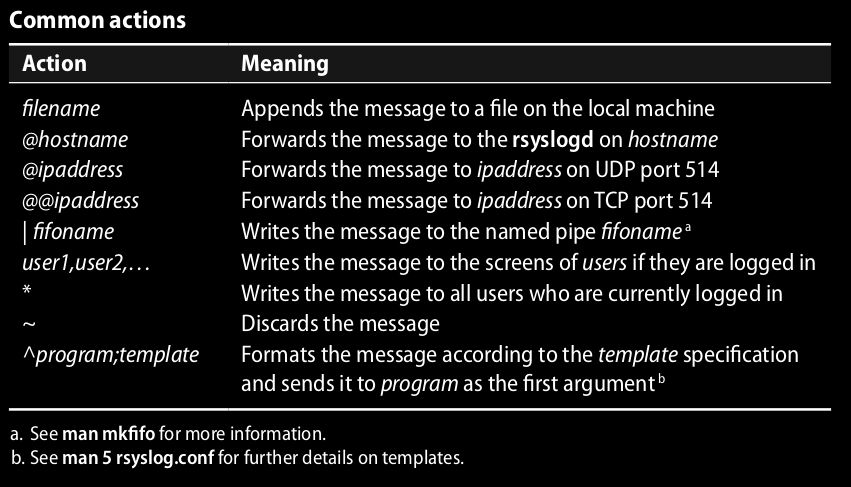 Common actions
Action Meaning
filename Appends the message to a file on the local machine
@hostname Forwards the message to the rsyslogd on hostname
@ipaddress Forwards the message to ipaddress on UDP port 514
@@ipaddress Forwards the message to ipaddress on TCP port 514
| fifoname Writes the message to the named pipe fifoname a
user1,user2,… Writes the message to the screens of users if they are logged in
* Writes the message to all users who are currently logged in
~ Discards the message
^program;template Formats the message according to the template specification
and sends it to program as the first argument b
a. See man mkfifo for more information.
b. See man 5 rsyslog.conf for further details on templates.